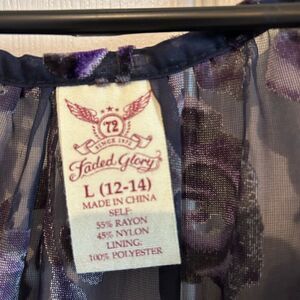 72
SINCE 1972
Faded Glory
L (12-14)
MADE IN CHINA
SELF:
55% RAYON
45% NYLON
LINING:
100% POLYESTER